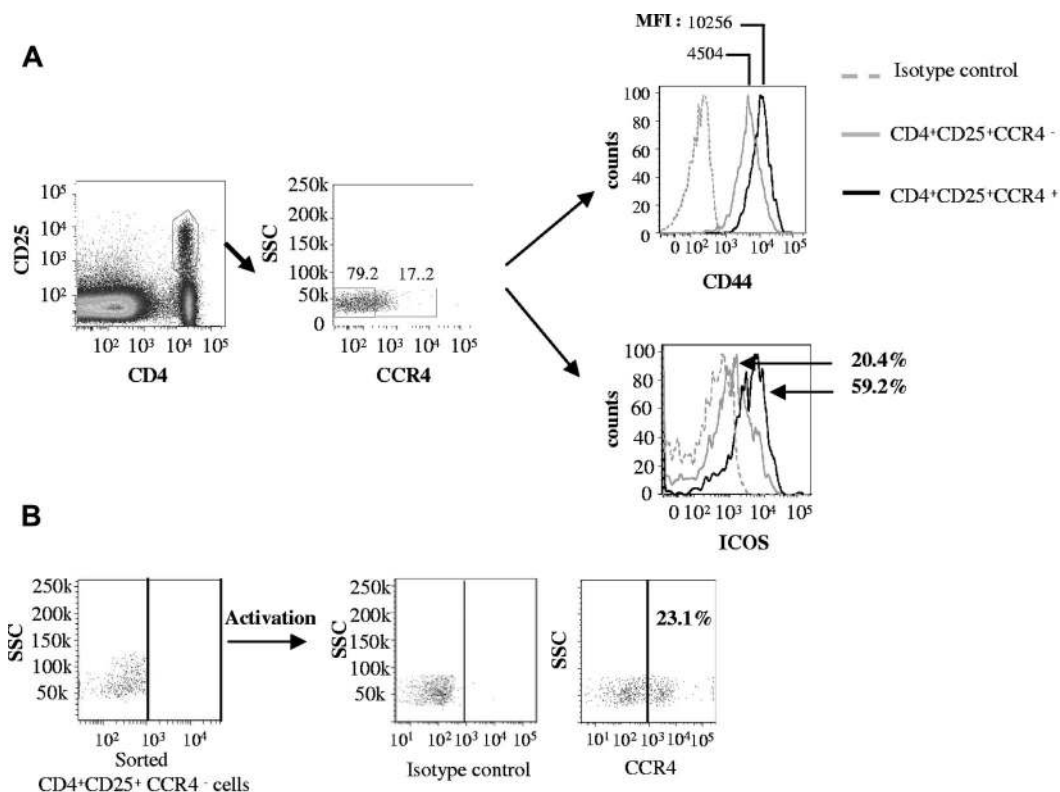 A
MFI : 10256
4504
Isotype control
CD4+CD25+CCR4 -
CD4+CD25+CCR4 +
counts
100
80
60
40
20
0
0 10² 10³ 10⁴ 10⁵
CD44
CD25
10⁵
10⁴
10³
10²
10² 10³ 10⁴ 10⁵
CD4
SSC
250k
200k
150k
100k
50k
0
79.2 17..2
10² 10³ 10⁴ 10⁵
CCR4
counts
100
80
60
40
20
0
20.4%
59.2%
0 10² 10³ 10⁴ 10⁵
ICOS
B
SSC
250k
200k
150k
100k
50k
10² 10³ 10⁴
Sorted
CD4+CD25+ CCR4 - cells
Activation
SSC
250k
200k
150k
100k
50k
10¹ 10² 10³ 10⁴ 10⁵
Isotype control
SSC
23.1%
10¹ 10² 10³ 10⁴ 10⁵
CCR4